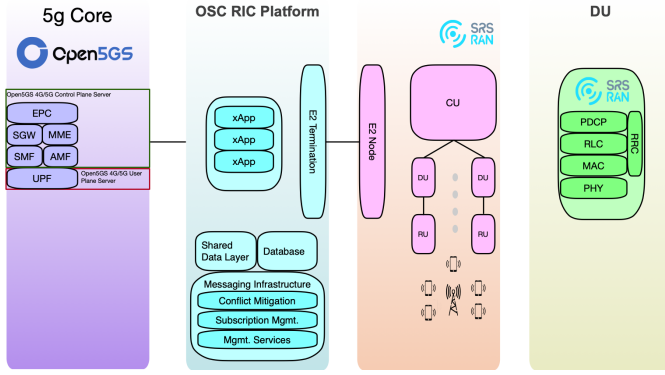 5g Core
Open5GS
Open5GS 4G/5G Control Plane Server
EPC
SGW
MME
SMF
AMF
UPF
Open5GS 4G/5G User
Plane Server
OSC RIC Platform
xApp
xApp
xApp
E2 Termination
Shared
Data Layer
Database
Messaging Infrastructure
Conflict Mitigation
Subscription Mgmt.
Mgmt. Services
E2 Node
SRS
RAN
CU
DU
DU
RU
RU
DU
SRS
RAN
PDCP
RLC
MAC
PHY
RRC